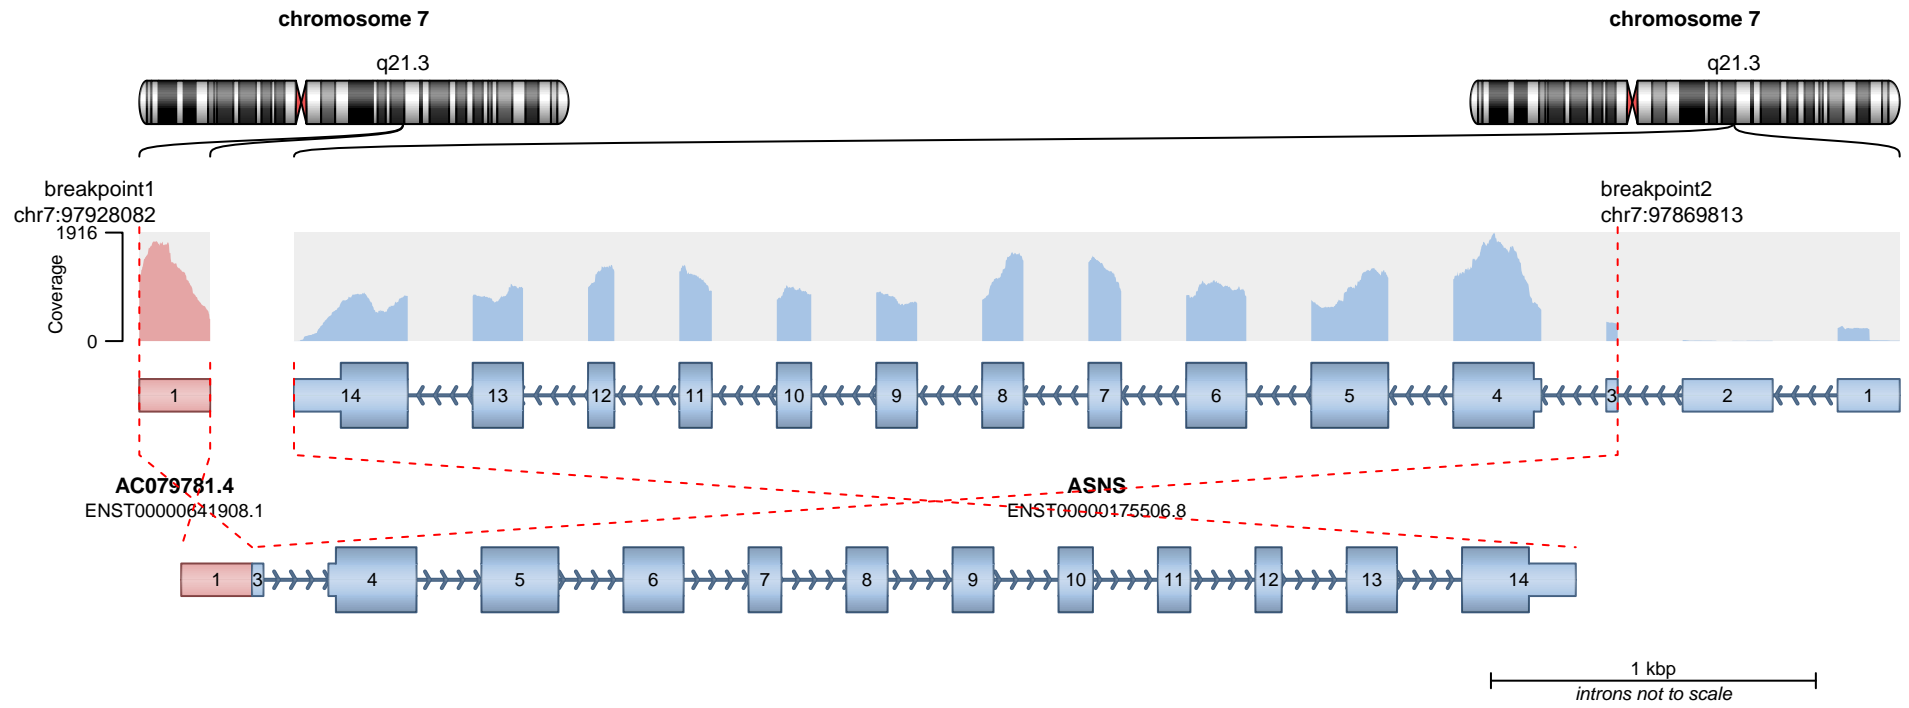 chromosome 7
chromosome 7
q21.3
q21.3
breakpoint1
chr7:97928082
breakpoint2
chr7:97869813
1916
Coverage
0
1
14
13
12
11
10
9
8
7
6
5
4
3
2
1
AC079781.4
ENST00000641908.1
ASNS
ENST00000175506.8
1
3
4
5
6
7
8
9
10
11
12
13
14
1 kbp
introns not to scale